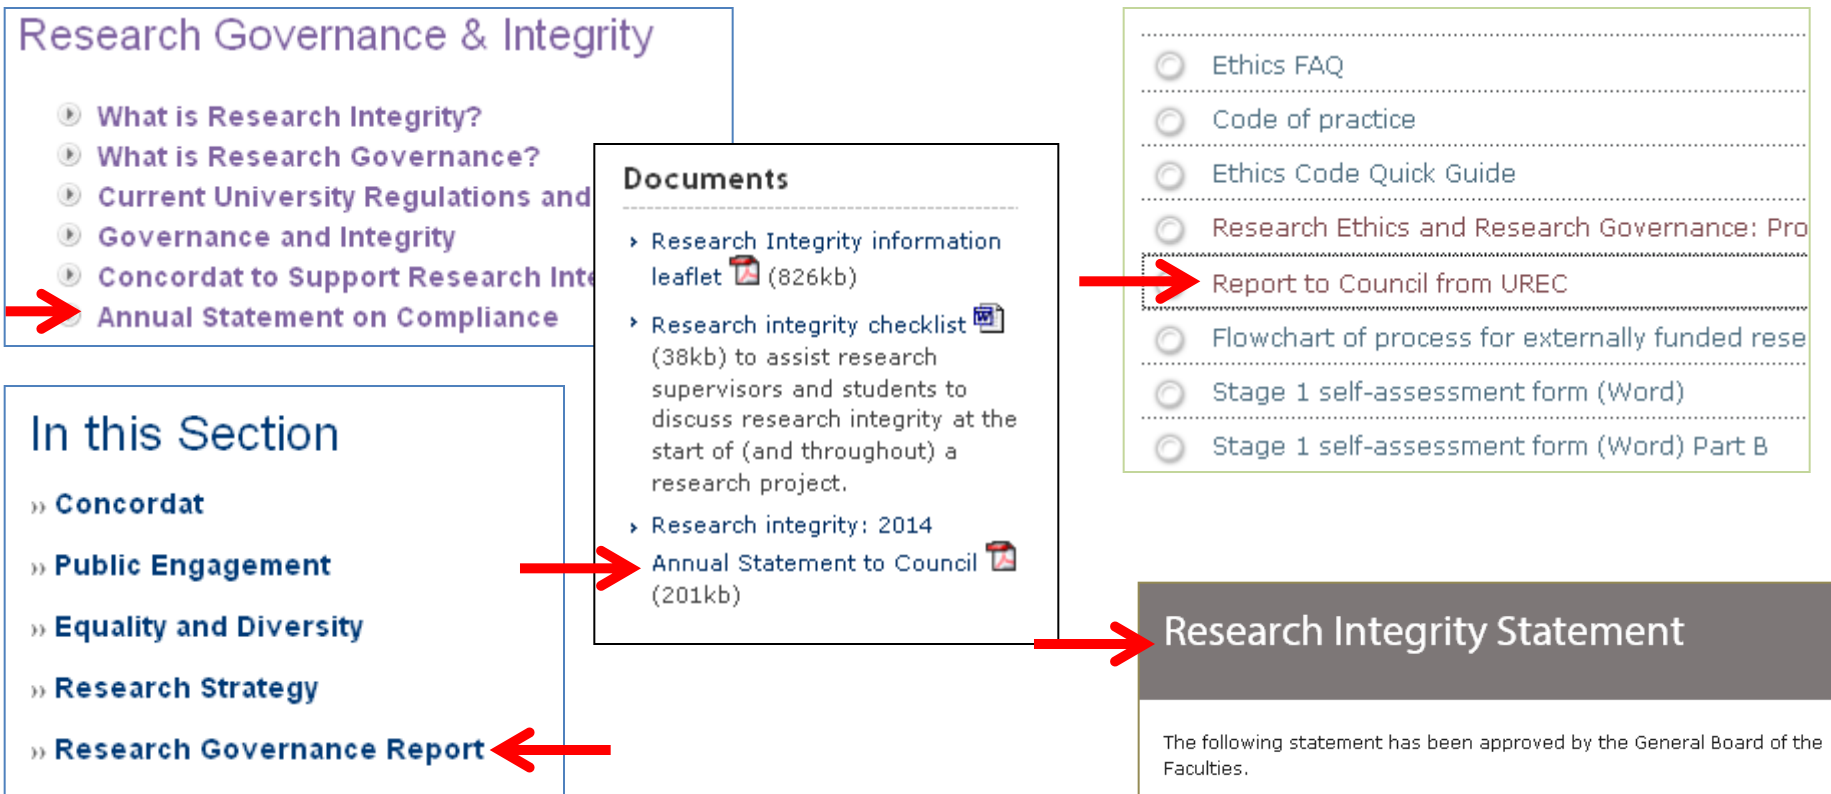 Research Governance & Integrity
What is Research Integrity?
What is Research Governance?
Current University Regulations and
Governance and Integrity
Concordat to Support Research Inte
Annual Statement on Compliance
In this Section
» Concordat
» Public Engagement
» Equality and Diversity
» Research Strategy
» Research Governance Report
Documents
Research Integrity information
leaflet (826kb)
Research integrity checklist
(38kb) to assist research
supervisors and students to
discuss research integrity at the
start of (and throughout) a
research project.
Research integrity: 2014
Annual Statement to Council
(201kb)
Ethics FAQ
Code of practice
Ethics Code Quick Guide
Research Ethics and Research Governance: Pro
Report to Council from UREC
Flowchart of process for externally funded rese
Stage 1 self-assessment form (Word)
Stage 1 self-assessment form (Word) Part B
Research Integrity Statement
The following statement has been approved by the General Board of the
Faculties.